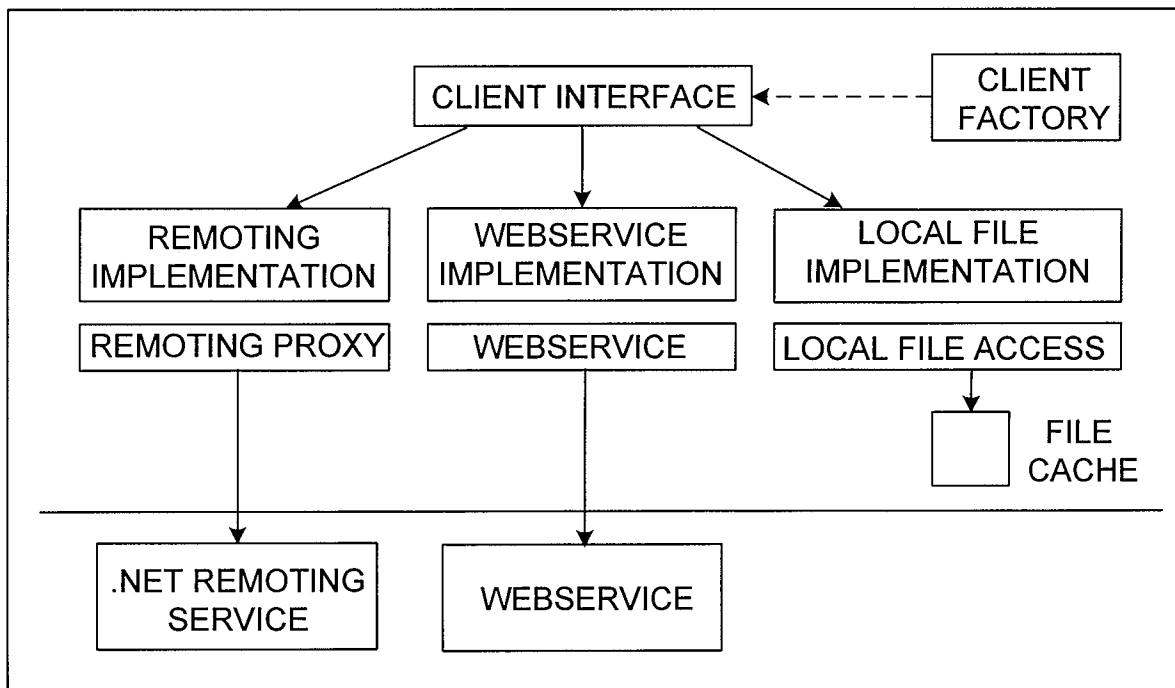 CLIENT INTERFACE
CLIENT
FACTORY
REMOTING
IMPLEMENTATION
WEBSERVICE
IMPLEMENTATION
LOCAL FILE
IMPLEMENTATION
REMOTING PROXY
WEBSERVICE
LOCAL FILE ACCESS
FILE
CACHE
.NET REMOTING
SERVICE
WEBSERVICE